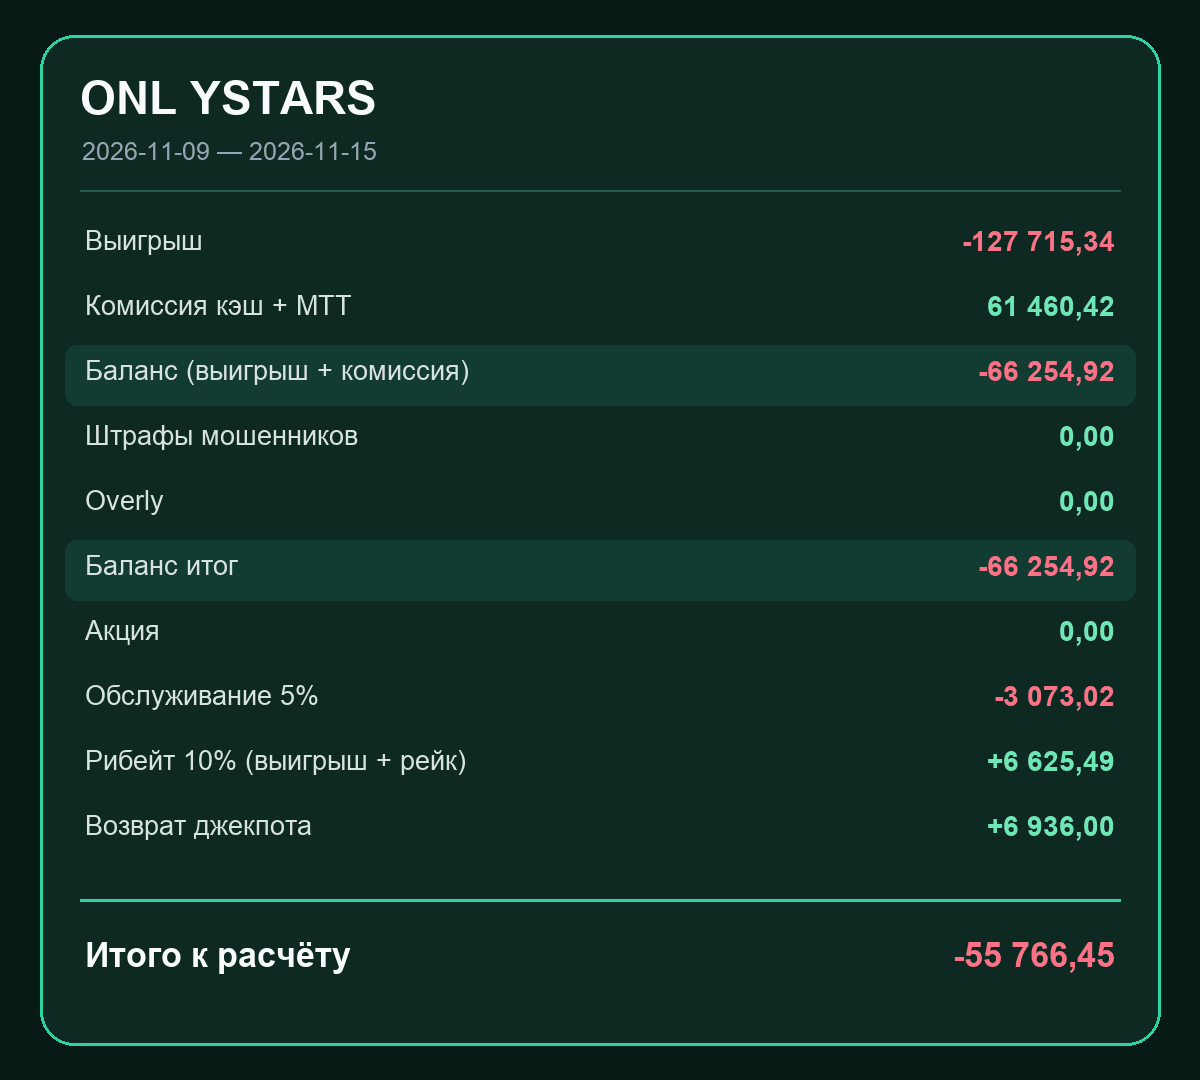 ONL YSTARS
2026-11-09 — 2026-11-15
Выигрыш -127 715,34
Комиссия кэш + МТТ 61 460,42
Баланс (выигрыш + комиссия) -66 254,92
Штрафы мошенников 0,00
Overly 0,00
Баланс итог -66 254,92
Акция 0,00
Обслуживание 5% -3 073,02
Рибейт 10% (выигрыш + рейк) +6 625,49
Возврат джекпота +6 936,00
Итого к расчёту -55 766,45